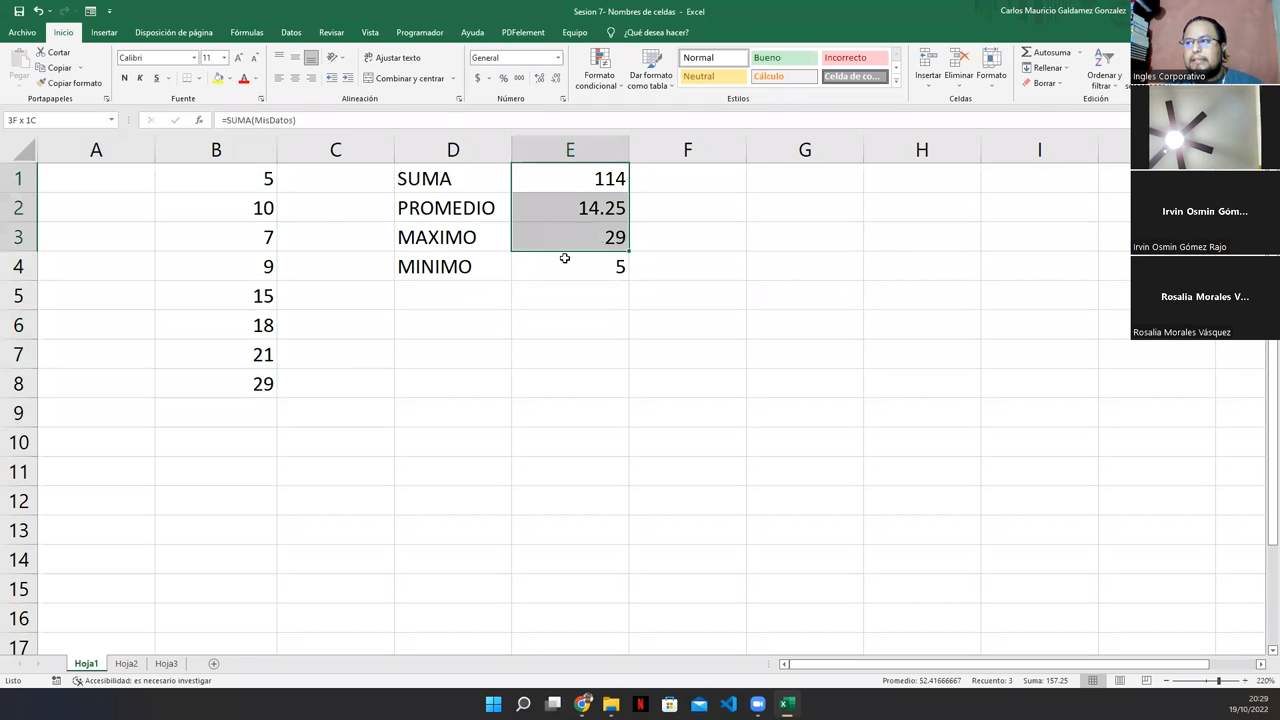 Sesion 7- Nombres de celdas - Excel
Carlos Mauricio Galdamez Gonzalez
Archivo Inicio Insertar Disposición de página Fórmulas Datos Revisar Vista Programador Ayuda PDFelement Equipo ¿Qué desea hacer?
Pegar
Cortar
Copiar
Copiar formato
Portapapeles
Calibri 11
N K S
Fuente
Ajustar texto
Combinar y centrar
Alineación
General
$ % 000
Número
Formato condicional
Dar formato como tabla
Normal Bueno Incorrecto
Neutral Cálculo Celda de co...
Estilos
Insertar Eliminar Formato
Celdas
Autosuma
Rellenar
Borrar
Ordenar y filtrar
Edición
Ingles Corporativo
3F x 1C
=SUMA(MisDatos)
A B C D E F G H I
1 5 SUMA 114
2 10 PROMEDIO 14.25
3 7 MAXIMO 29
4 9 MINIMO 5
5 15
6 18
7 21
8 29
9
10
11
12
13
14
15
16
17
Irvin Osmin Góm...
Irvin Osmin Gómez Rajo
Rosalia Morales V...
Rosalia Morales Vásquez
Hoja1 Hoja2 Hoja3
Listo Accesibilidad: es necesario investigar Promedio: 52.41666667 Recuento: 3 Suma: 157.25 220%
20:29
19/10/2022